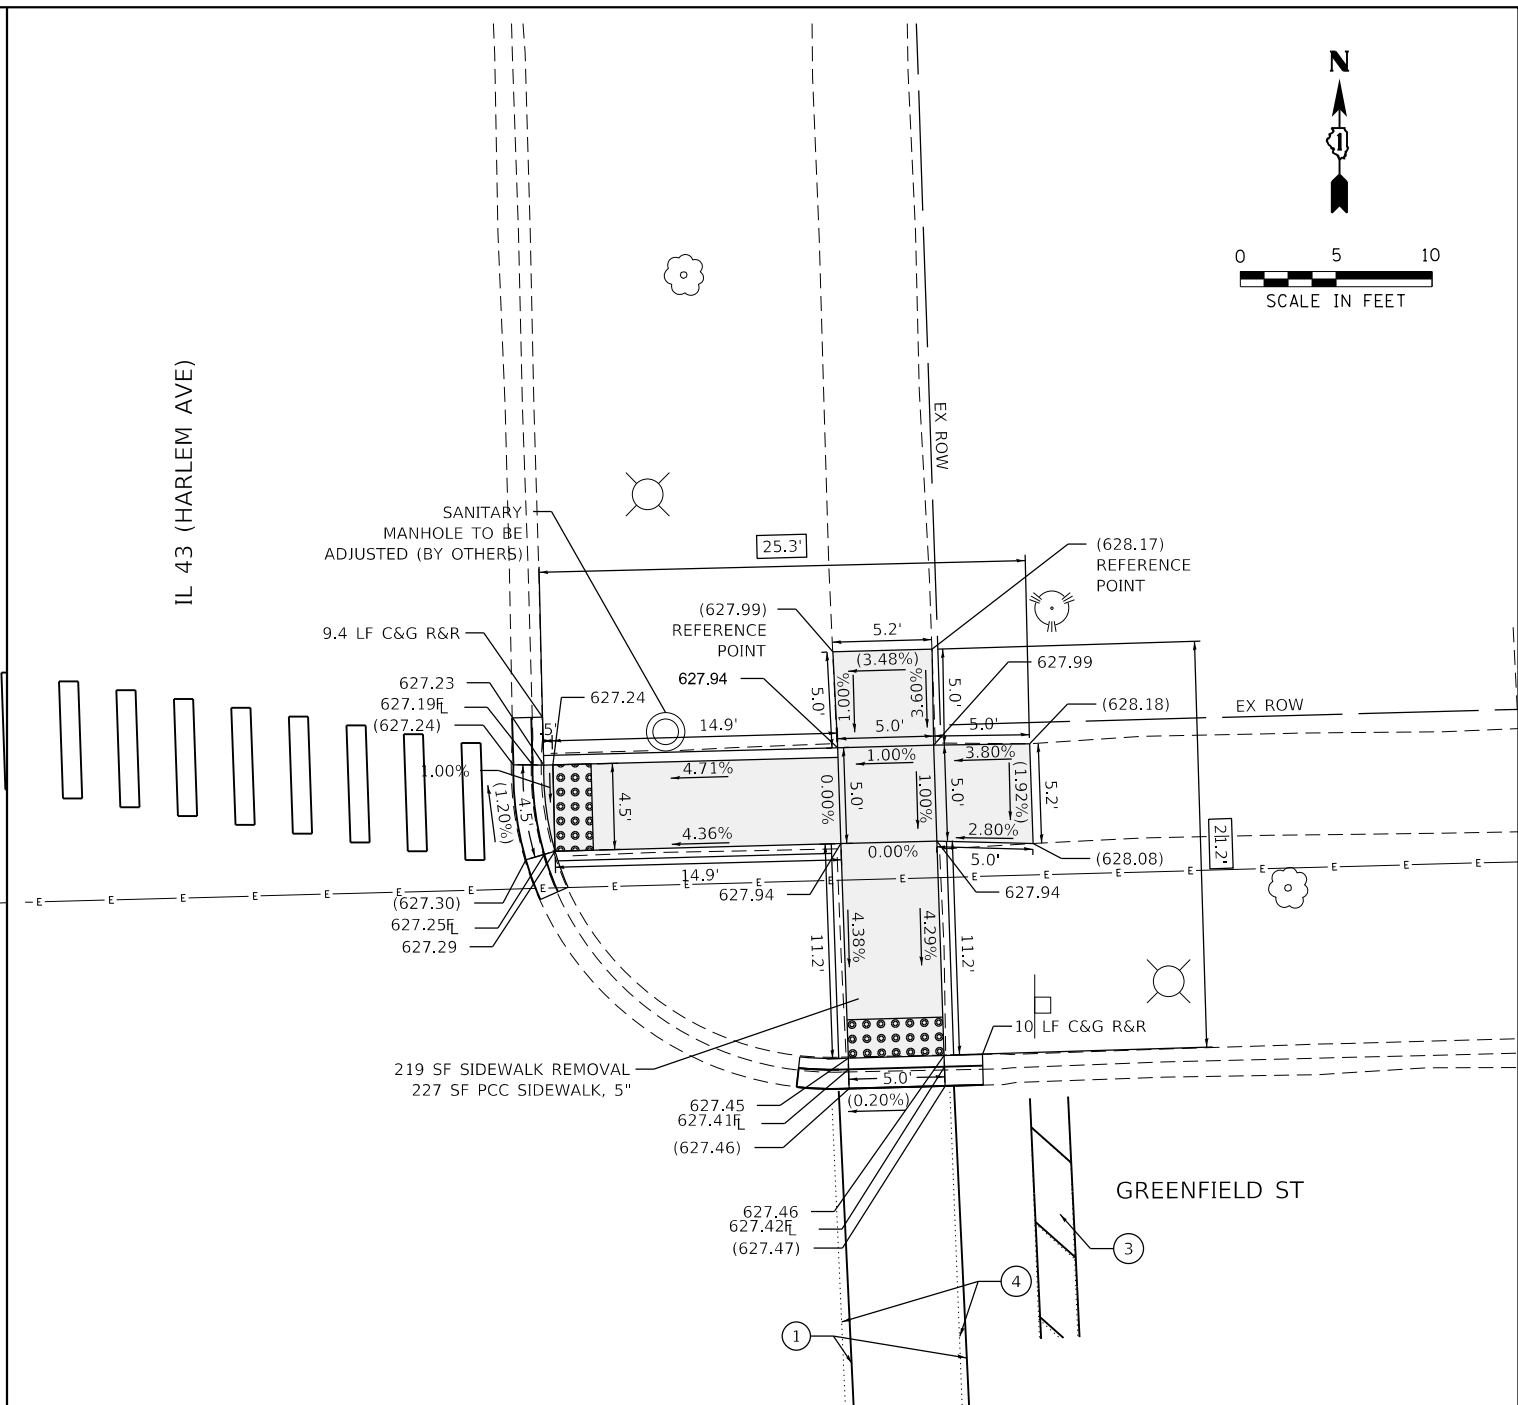 N
1
0 5 10
SCALE IN FEET
IL 43 (HARLEM AVE)
EX ROW
SANITARY
MANHOLE TO BE
ADJUSTED (BY OTHERS)
25.3'
(628.17)
REFERENCE
POINT
(627.99)
REFERENCE
POINT
5.2'
9.4 LF C&G R&R
(3.48%)
627.99
627.94
627.23
627.24
627.19FL
(627.24)
5.0'
1.00%
3.60%
5.0'
(628.18)
EX ROW
.5'
14.9'
5.0'
5.0'
1.00%
4.71%
1.00%
3.80%
(1.20%)
4.5'
4.5'
0.00%
5.0'
1.00%
5.0'
(1.92%)
5.2'
4.36%
2.80%
21.2'
0.00%
5.0'
(628.08)
14.9'
627.94
627.94
E E E E E E E E E E E E E E E E E E E E E
(627.30)
627.25FL
627.29
11.2'
4.38%
4.29%
11.2'
10 LF C&G R&R
219 SF SIDEWALK REMOVAL
227 SF PCC SIDEWALK, 5"
5.0'
(0.20%)
627.45
627.41FL
(627.46)
627.46
627.42FL
(627.47)
GREENFIELD ST
3
4
1